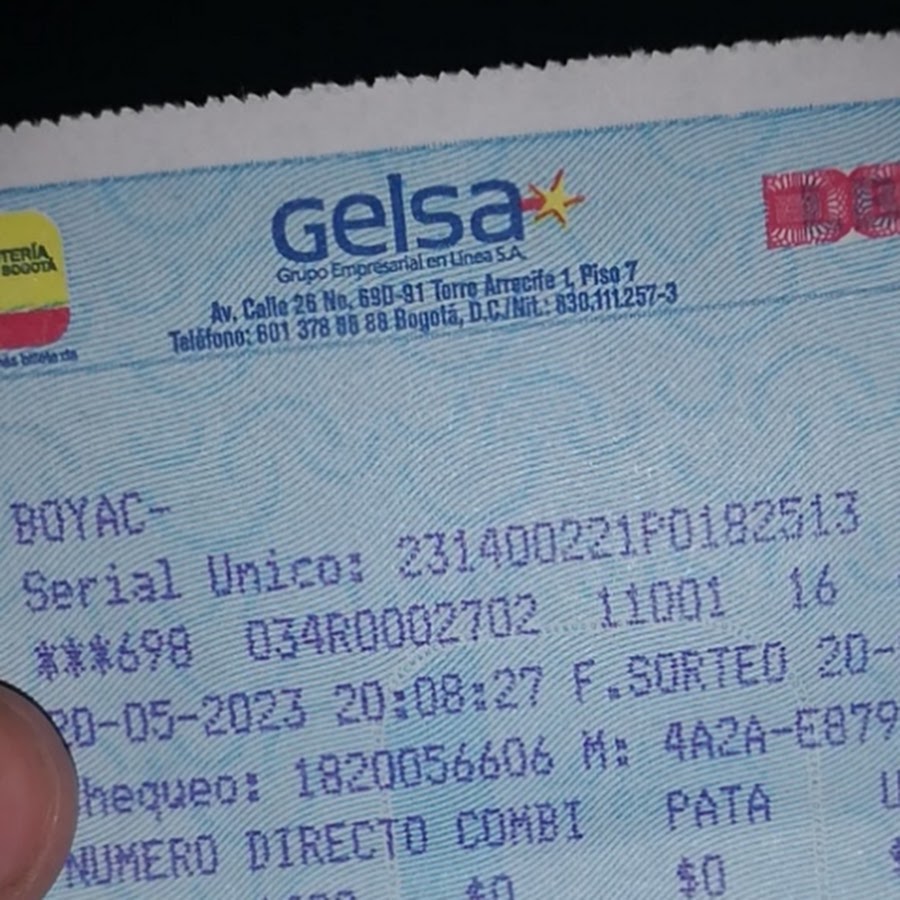 Gelsa
Grupo Empresarial en Línea S.A.
Av. Calle 26 No. 69D-91 Torre Arrecife 1, Piso 7
Teléfono: 601 378 88 88 Bogotá, D.C./Nit.: 830.111.257-3
TERÍA
BOGOTÁ
BOYAC-
Serial Unico: 231400221P0182513
***698 034R0002702 11001 16
20-05-2023 20:08:27 F.SORTEO 20-
hequeo: 1820056606 M: 4A2A-E879
NUMERO DIRECTO COMBI PATA U
$0 $0